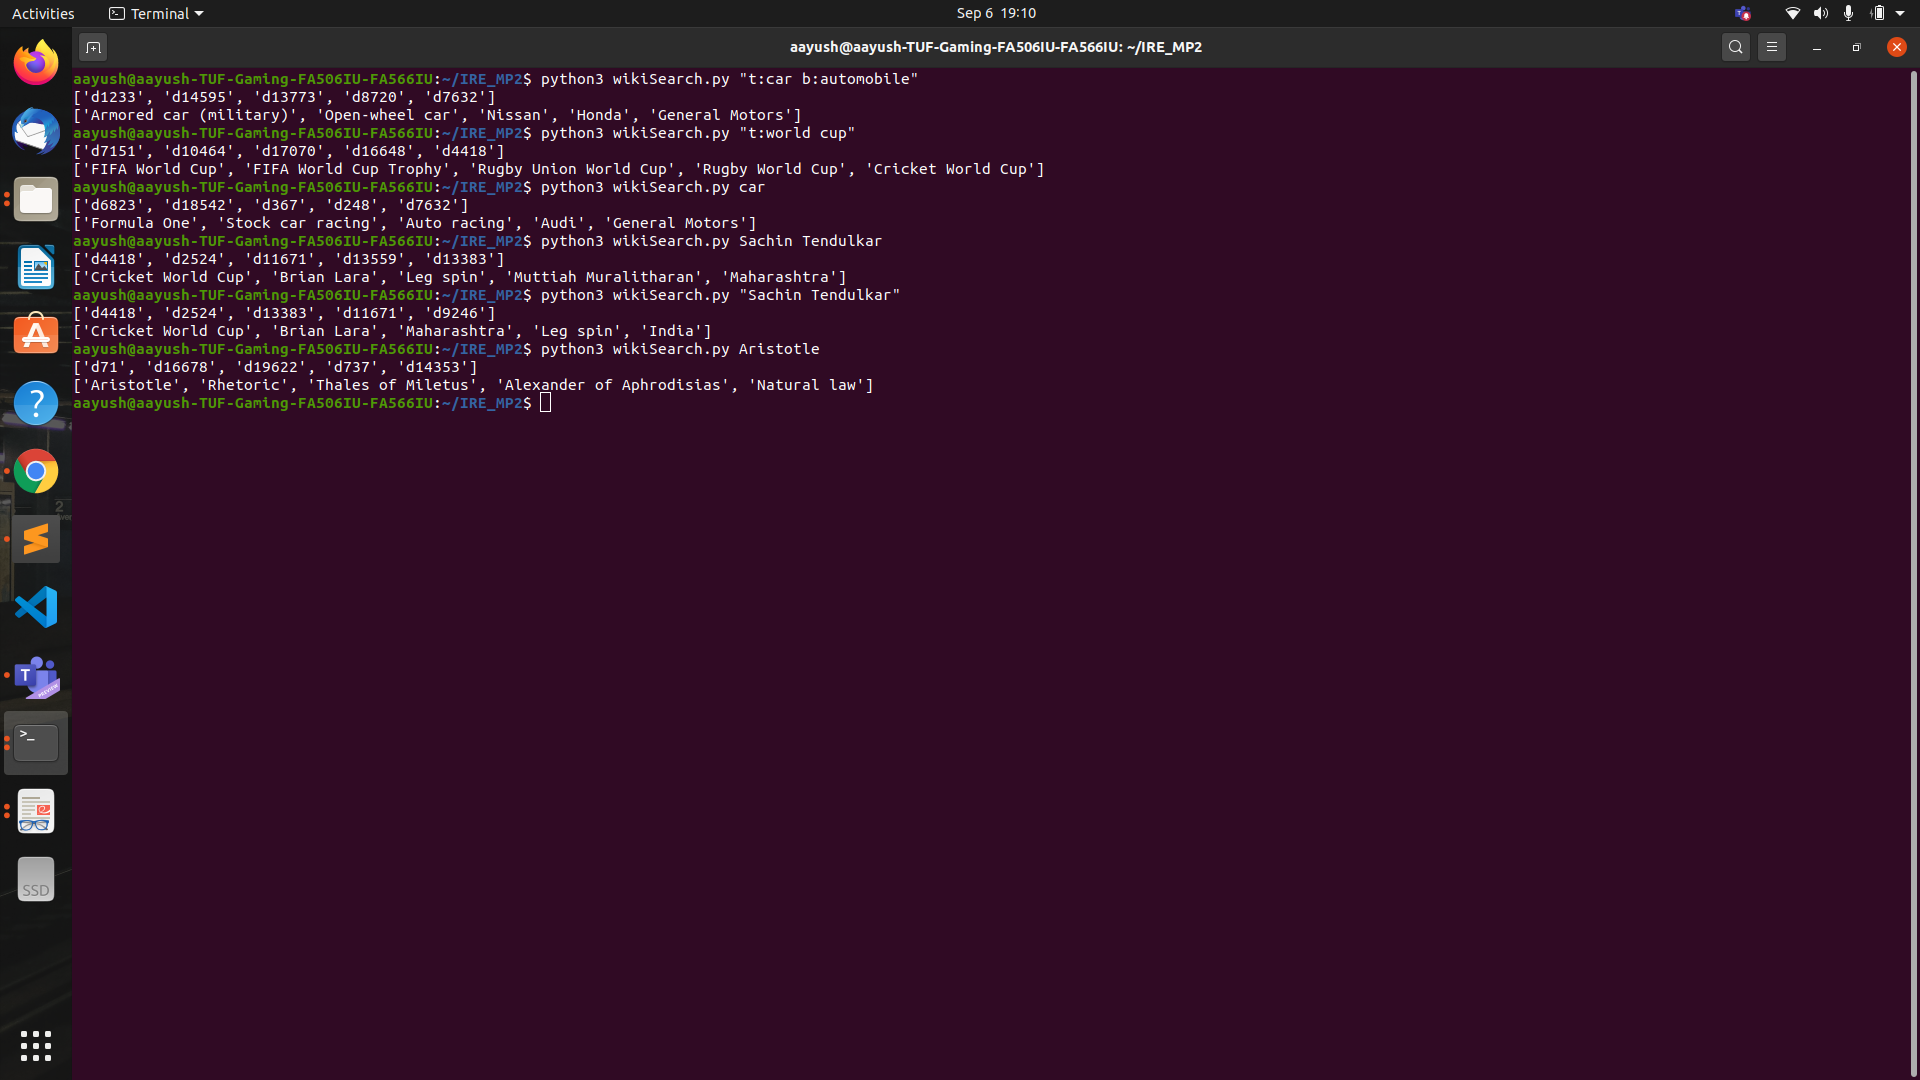 Activities Terminal Sep 6 19:10
aayush@aayush-TUF-Gaming-FA506IU-FA566IU: ~/IRE_MP2
aayush@aayush-TUF-Gaming-FA506IU-FA566IU:~/IRE_MP2$ python3 wikiSearch.py "t:car b:automobile"
['d1233', 'd14595', 'd13773', 'd8720', 'd7632']
['Armored car (military)', 'Open-wheel car', 'Nissan', 'Honda', 'General Motors']
aayush@aayush-TUF-Gaming-FA506IU-FA566IU:~/IRE_MP2$ python3 wikiSearch.py "t:world cup"
['d7151', 'd10464', 'd17070', 'd16648', 'd4418']
['FIFA World Cup', 'FIFA World Cup Trophy', 'Rugby Union World Cup', 'Rugby World Cup', 'Cricket World Cup']
aayush@aayush-TUF-Gaming-FA506IU-FA566IU:~/IRE_MP2$ python3 wikiSearch.py car
['d6823', 'd18542', 'd367', 'd248', 'd7632']
['Formula One', 'Stock car racing', 'Auto racing', 'Audi', 'General Motors']
aayush@aayush-TUF-Gaming-FA506IU-FA566IU:~/IRE_MP2$ python3 wikiSearch.py Sachin Tendulkar
['d4418', 'd2524', 'd11671', 'd13559', 'd13383']
['Cricket World Cup', 'Brian Lara', 'Leg spin', 'Muttiah Muralitharan', 'Maharashtra']
aayush@aayush-TUF-Gaming-FA506IU-FA566IU:~/IRE_MP2$ python3 wikiSearch.py "Sachin Tendulkar"
['d4418', 'd2524', 'd13383', 'd11671', 'd9246']
['Cricket World Cup', 'Brian Lara', 'Maharashtra', 'Leg spin', 'India']
aayush@aayush-TUF-Gaming-FA506IU-FA566IU:~/IRE_MP2$ python3 wikiSearch.py Aristotle
['d71', 'd16678', 'd19622', 'd737', 'd14353']
['Aristotle', 'Rhetoric', 'Thales of Miletus', 'Alexander of Aphrodisias', 'Natural law']
aayush@aayush-TUF-Gaming-FA506IU-FA566IU:~/IRE_MP2$
SSD